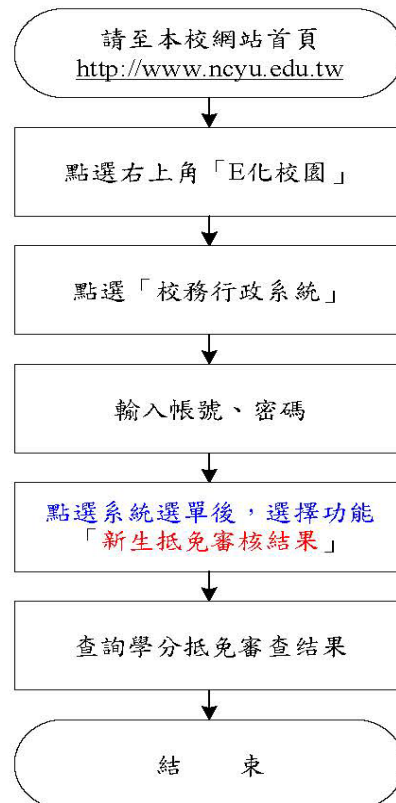 請至本校網站首頁
http://www.ncyu.edu.tw
點選右上角「E化校園」
點選「校務行政系統」
輸入帳號、密碼
點選系統選單後，選擇功能
「新生抵免審核結果」
查詢學分抵免審查结果
結 束